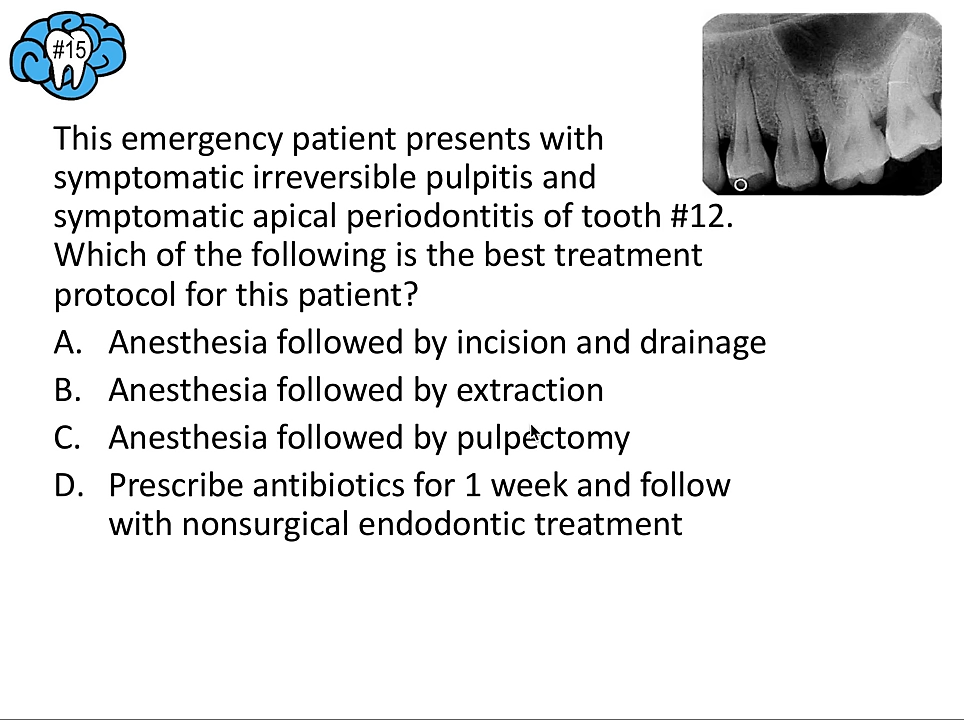 #15
This emergency patient presents with
symptomatic irreversible pulpitis and
symptomatic apical periodontitis of tooth #12.
Which of the following is the best treatment
protocol for this patient?
A. Anesthesia followed by incision and drainage
B. Anesthesia followed by extraction
C. Anesthesia followed by pulpectomy
D. Prescribe antibiotics for 1 week and follow
with nonsurgical endodontic treatment